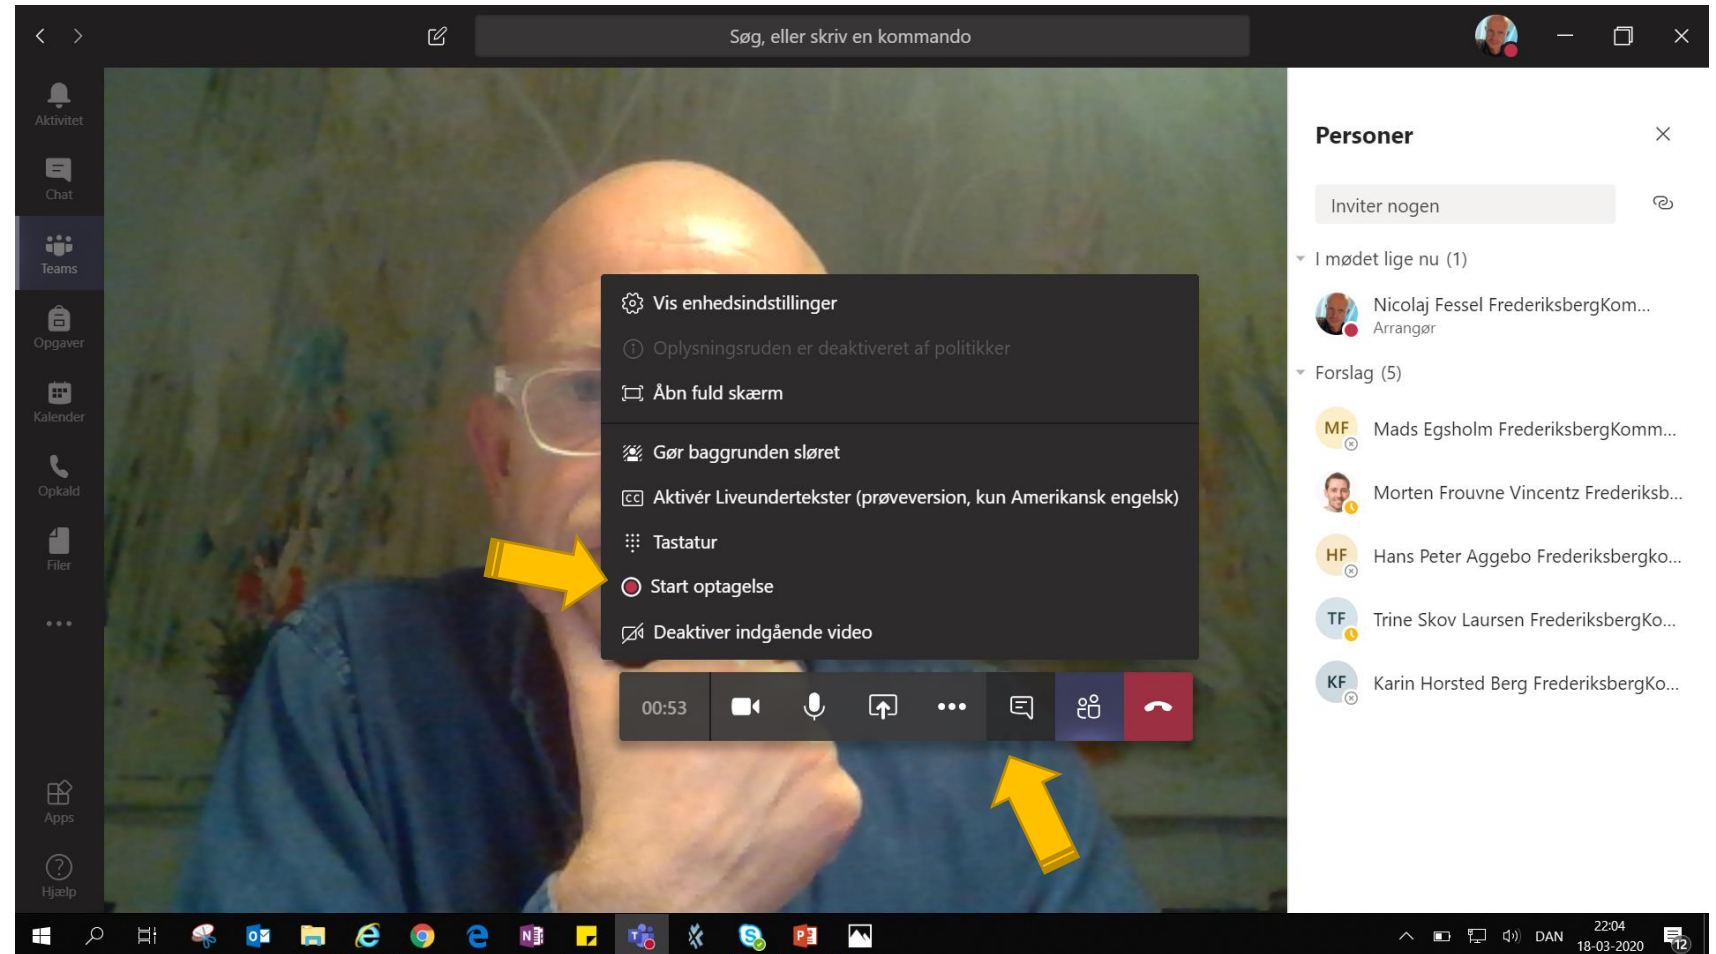 Søg, eller skriv en kommando
Aktivitet
Chat
Teams
Opgaver
Kalender
Opkald
Filer
Apps
Hjælp
Vis enhedsindstillinger
Oplysningsruden er deaktiveret af politikker
Åbn fuld skærm
Gør baggrunden sløret
CC Aktivér Liveundertekster (prøveversion, kun Amerikansk engelsk)
Tastatur
Start optagelse
Deaktiver indgående video
00:53
Personer
Inviter nogen
I mødet lige nu (1)
Nicolaj Fessel FrederiksbergKom...
Arrangør
Forslag (5)
MF Mads Egsholm FrederiksbergKomm...
Morten Frouvne Vincentz Frederiksb...
HF Hans Peter Aggebo Frederiksbergko...
TF Trine Skov Laursen FrederiksbergKo...
KF Karin Horsted Berg FrederiksbergKo...
DAN
22:04
18-03-2020
12